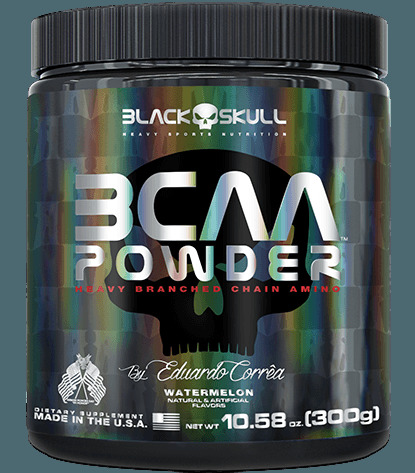 BLACK SKULL
HEAVY SPORTS NUTRITION
BCAA
POWDER™
HEAVY BRANCHED CHAIN AMINO
By Eduardo Corrêa
WATERMELON
NATURAL & ARTIFICIAL
FLAVORS
DIETARY SUPPLEMENT
MADE IN THE U.S.A.
NET WT 10.58 oz. (300g)